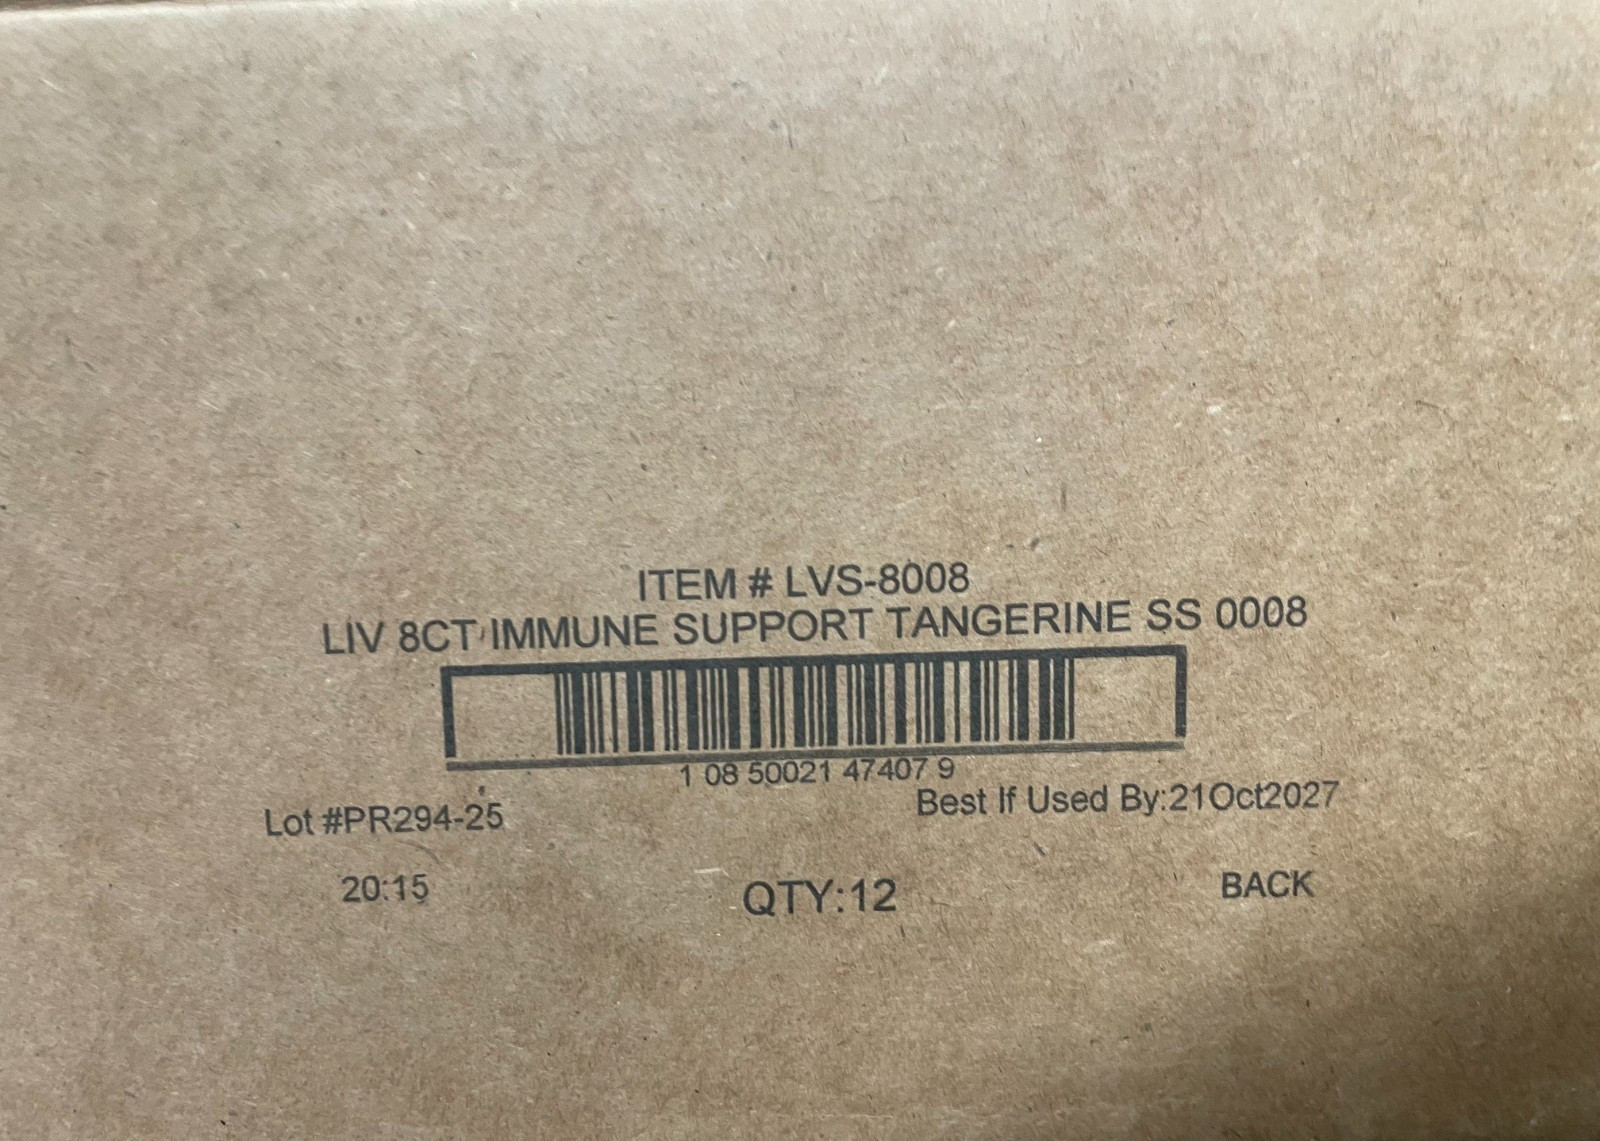 ITEM # LVS-8008
LIV 8CT IMMUNE SUPPORT TANGERINE SS 0008
1 08 50021 47407 9
Lot #PR294-25 Best If Used By:21Oct2027
20:15 QTY:12 BACK